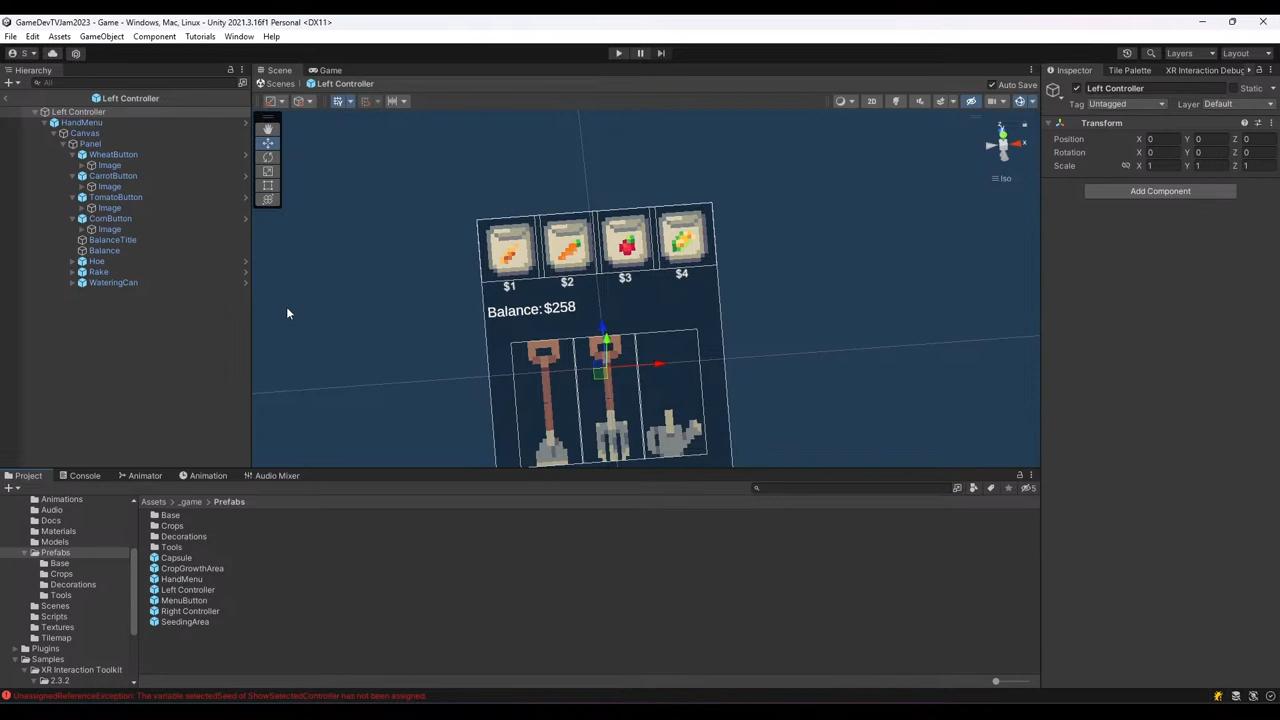 GameDevTVJam2023 - Game - Windows, Mac, Linux - Unity 2021.3.16f1 Personal <DX11>
File Edit Assets GameObject Component Tutorials Window Help
S Layers Layout
Hierarchy Scene Game Inspector Tile Palette XR Interaction Debug
All Scenes Left Controller Auto Save Left Controller Static
Left Controller Tag Untagged Layer Default
2D
Left Controller
HandMenu Transform
Canvas Position X 0 Y 0 Z 0
Panel Rotation X 0 Y 0 Z 0
WheatButton Scale X 1 Y 1 Z 1
Image Iso
CarrotButton Add Component
Image
TomatoButton
Image
CornButton
Image
BalanceTitle
Balance
Hoe
Rake
WateringCan
$1 $2 $3 $4
Balance: $258
Project Console Animator Animation Audio Mixer
5
Animations Assets > _game > Prefabs
Audio Base
Docs Crops
Materials Decorations
Models Tools
Prefabs Capsule
Base CropGrowthArea
Crops HandMenu
Decorations Left Controller
Tools MenuButton
Scenes Right Controller
Scripts SeedingArea
Textures
Tilemap
Plugins
Samples
XR Interaction Toolkit
2.3.2
UnassignedReferenceException: The variable selectedSeed of ShowSelectedController has not been assigned.